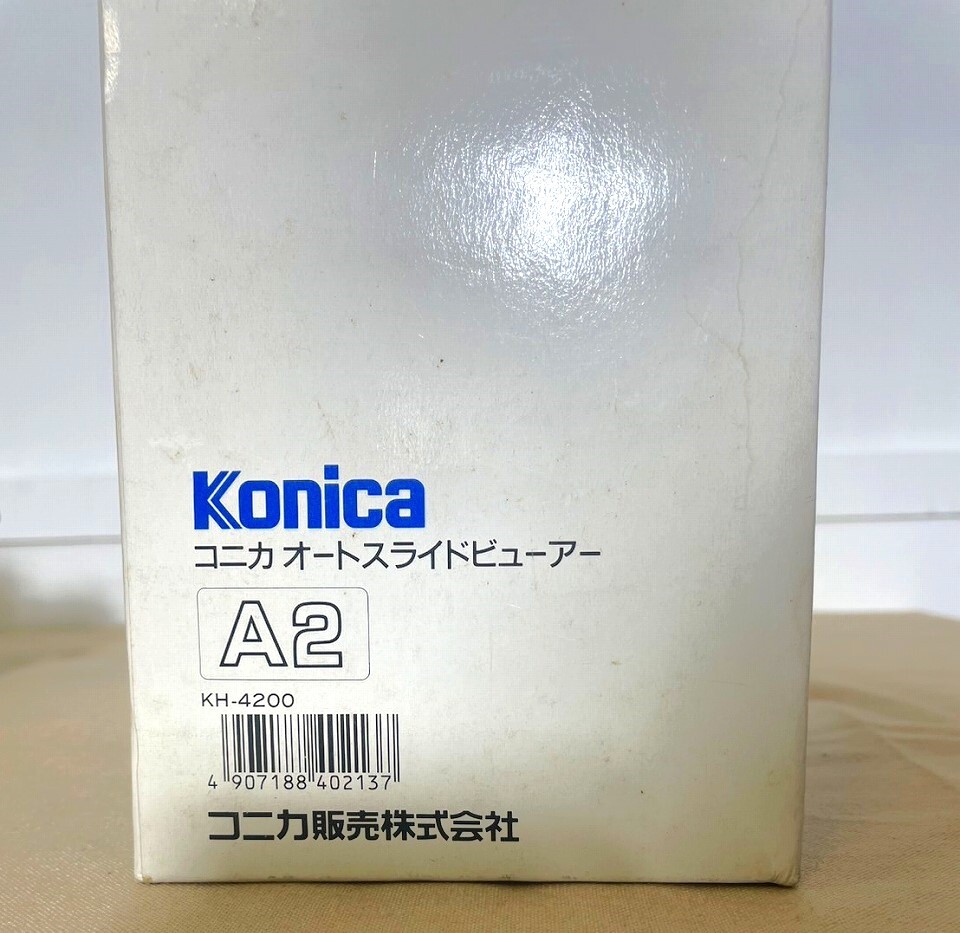 Konica
コニカ オートスライドビューアー
A2
KH-4200
4 907188 402137
コニカ販売株式会社